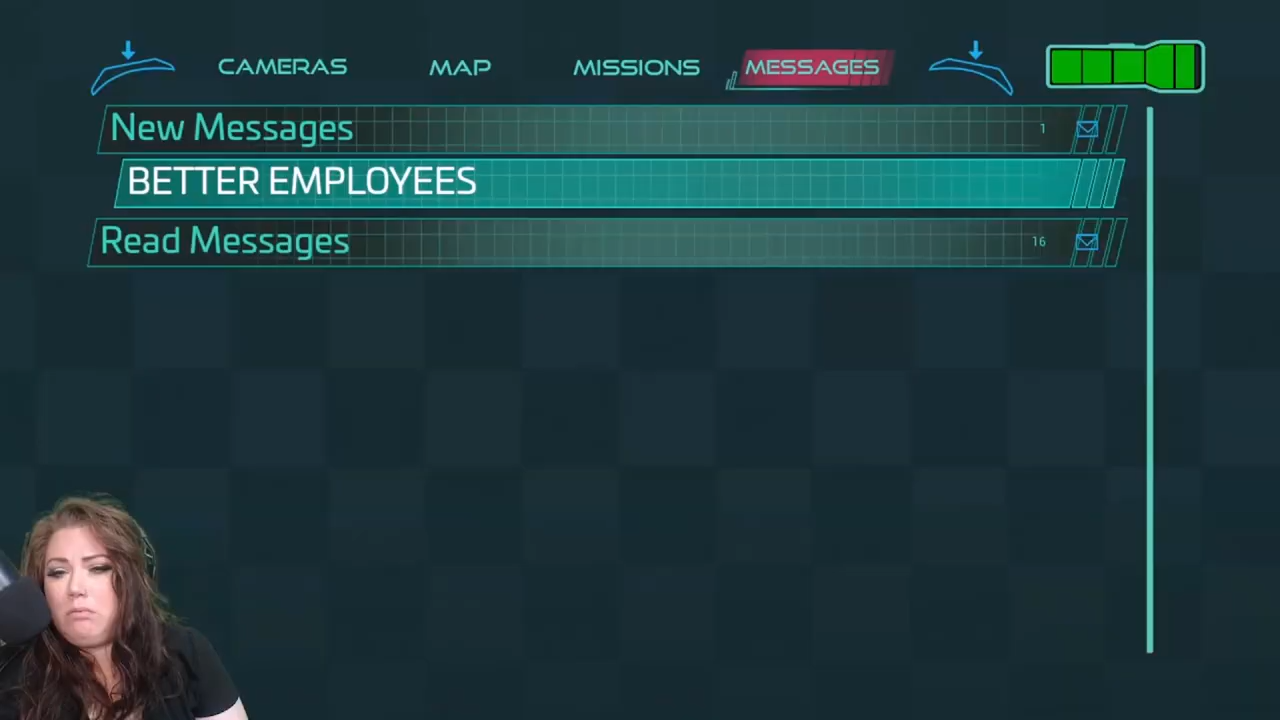 CAMERAS MAP MISSIONS MESSAGES
New Messages 1
BETTER EMPLOYEES
Read Messages 16